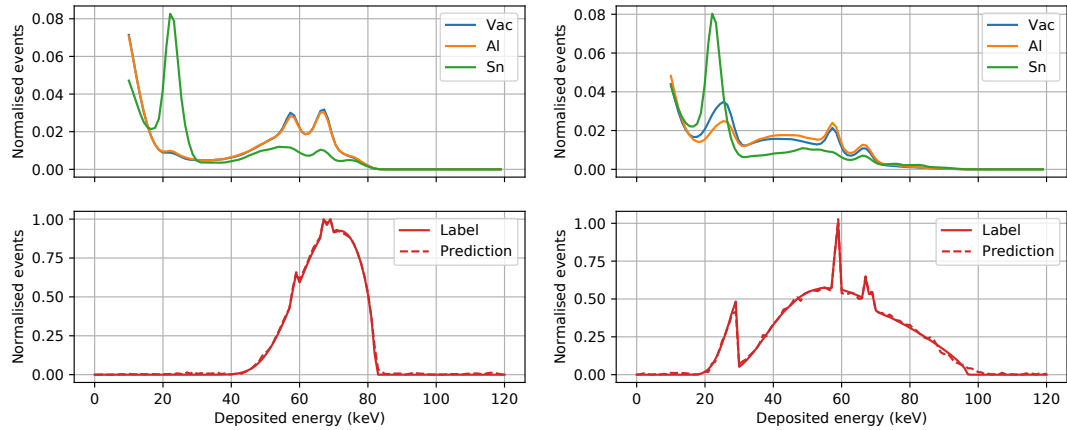 Normalised events
0.08
0.06
0.04
0.02
0.00
Vac
Al
Sn
Normalised events
0.08
0.06
0.04
0.02
0.00
Vac
Al
Sn
Normalised events
1.00
0.75
0.50
0.25
0.00
Label
Prediction
0 20 40 60 80 100 120
Deposited energy (keV)
Normalised events
1.00
0.75
0.50
0.25
0.00
Label
Prediction
0 20 40 60 80 100 120
Deposited energy (keV)